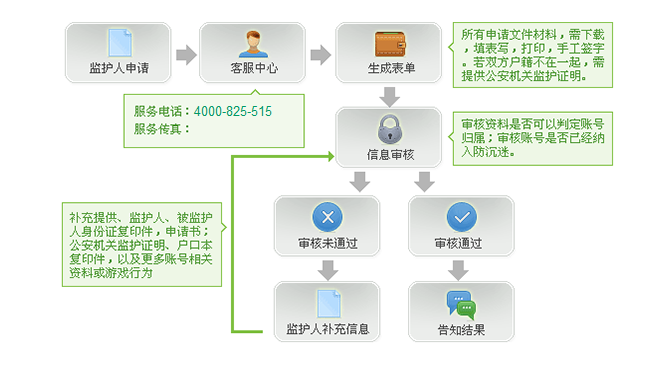 监护人申请
客服中心
生成表单
所有申请文件材料，需下载
，填表写，打印，手工签字
。若双方户籍不在一起，需
提供公安机关监护证明。
服务电话：4000-825-515
服务传真：
信息审核
审核资料是否可以判定账号
归属；审核账号是否已经纳
入防沉迷。
补充提供、监护人、被监护
人身份证复印件，申请书；
公安机关监护证明、户口本
复印件，以及更多账号相关
资料或游戏行为
审核未通过
审核通过
监护人补充信息
告知结果